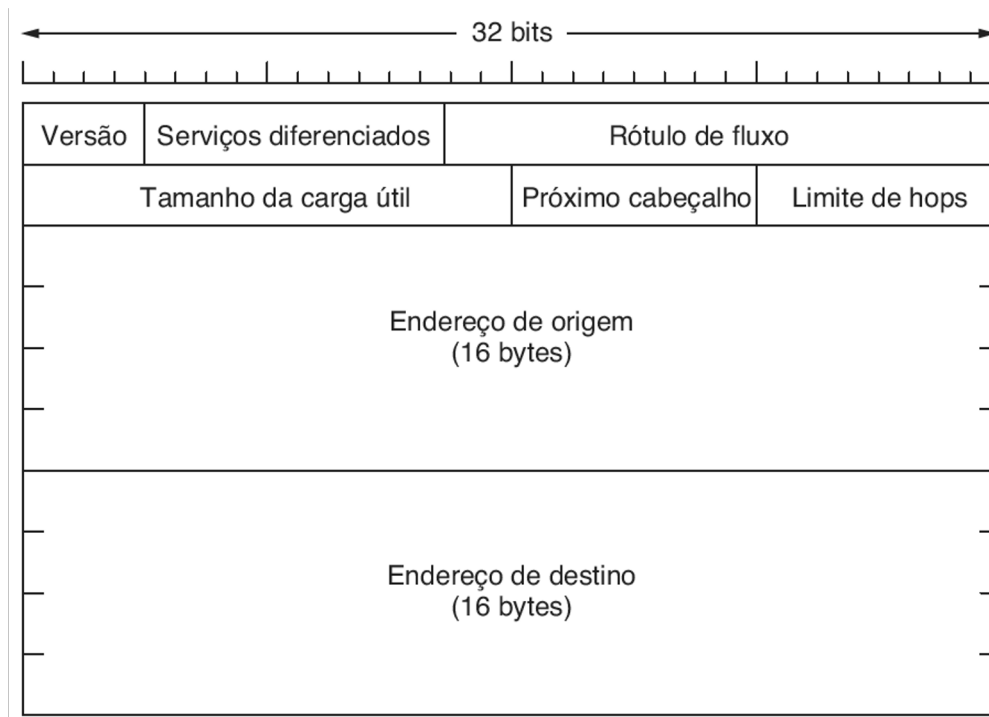 32 bits
Versão Serviços diferenciados Rótulo de fluxo
Tamanho da carga útil Próximo cabeçalho Limite de hops
Endereço de origem
(16 bytes)
Endereço de destino
(16 bytes)